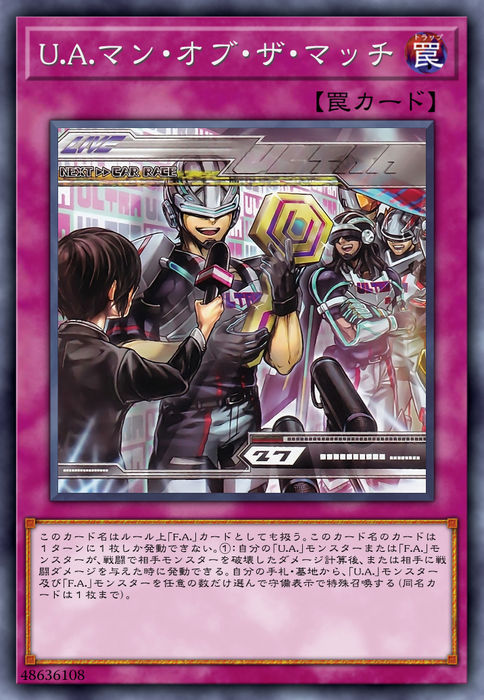 U.A.マン・オブ・ザ・マッチ
トラップ
罠
【罠カード】
LIVE
NEXT ▶▶ CAR RACE
ULTRA
27
このカード名はルール上「F.A.」カードとしても扱う。このカード名のカードは
1ターンに1枚しか発動できない。①:自分の「U.A.」モンスターまたは「F.A.」モ
ンスターが、戦闘で相手モンスターを破壊したダメージ計算後、または相手に戦
闘ダメージを与えた時に発動できる。自分の手札・墓地から、「U.A.」モンスター
及び「F.A.」モンスターを任意の数だけ選んで守備表示で特殊召喚する(同名カ
ードは1枚まで)。
48636108